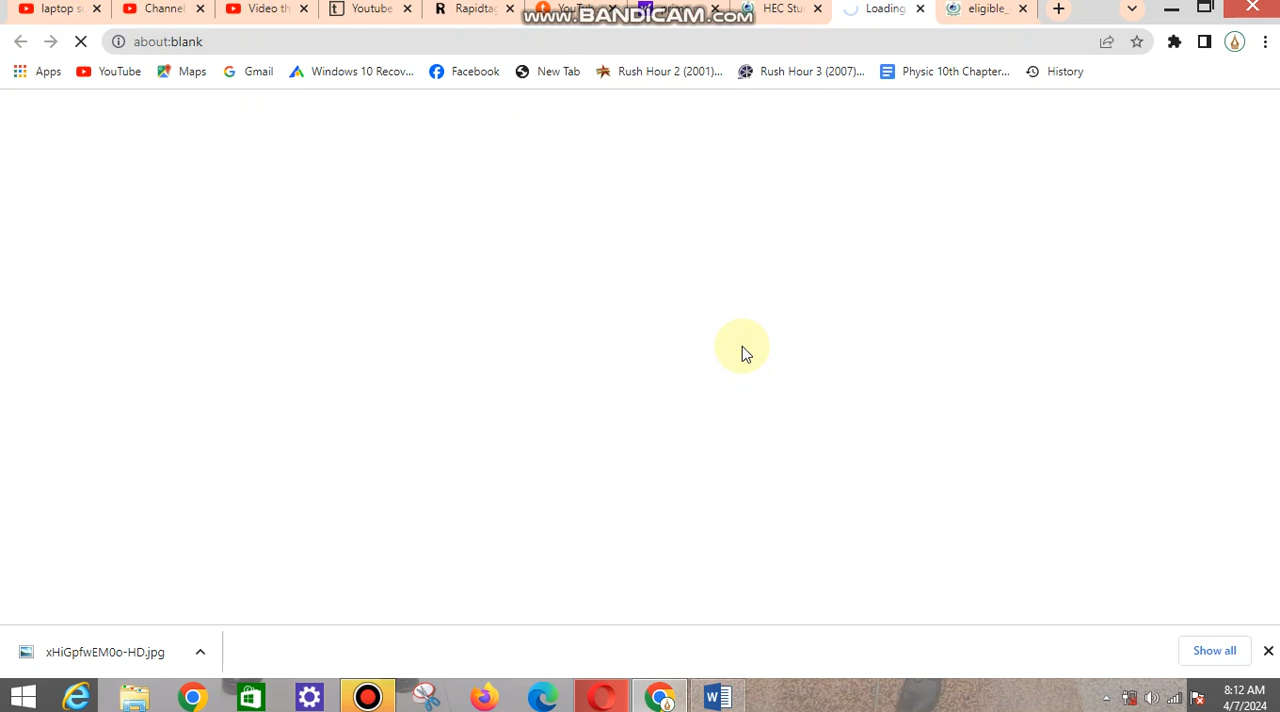 laptop s
Channel
Video th
Youtube
Rapidtag
YouTu
HEC Stu
Loading
eligible_
www.BANDICAM.com
about:blank
Apps
YouTube
Maps
Gmail
Windows 10 Recov...
Facebook
New Tab
Rush Hour 2 (2001)...
Rush Hour 3 (2007)...
Physic 10th Chapter...
History
xHiGpfwEM0o-HD.jpg
Show all
8:12 AM
4/7/2024